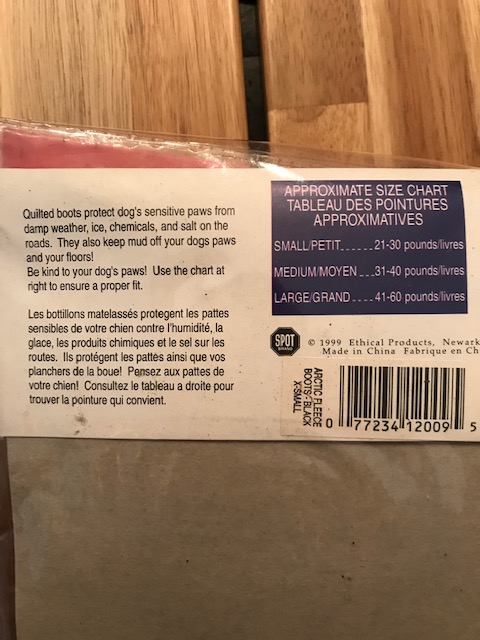 Quilted boots protect dog's sensitive paws from
damp weather, ice, chemicals, and salt on the
roads. They also keep mud off your dogs paws
and your floors!
Be kind to your dog's paws! Use the chart at
right to ensure a proper fit.
Les bottillons matelassés protegent les pattes
sensibles de votre chien contre l'humidité, la
glace, les produits chimiques et le sel sur les
routes. Ils protégent les pattes ainsi que vos
planchers de la boue! Pensez aux pattes de
votre chien! Consultez le tableau a droite pour
trouver la pointure qui convient.
APPROXIMATE SIZE CHART
TABLEAU DES POINTURES
APPROXIMATIVES
SMALL/PETIT......21-30 pounds/livres
MEDIUM/MOYEN ...31-40 pounds/livres
LARGE/GRAND....41-60 pounds/livres
SPOT
BRAND
© 1999 Ethical Products, Newark
Made in China Fabrique en Ch
ARCTIC FLEECE
BOOTS-BLACK
X-SMALL
0 77234 12009 5